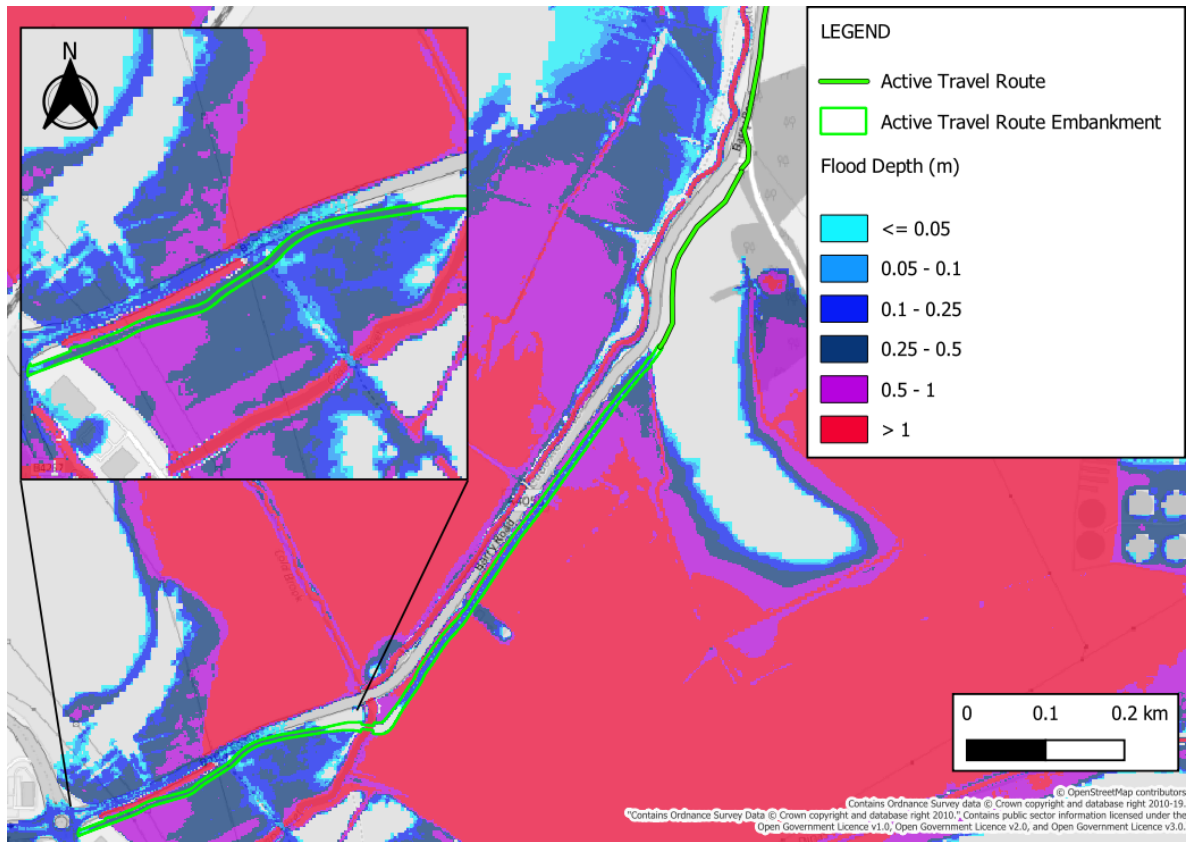 N
LEGEND
Active Travel Route
Active Travel Route Embankment
Flood Depth (m)
<= 0.05
0.05 - 0.1
0.1 - 0.25
0.25 - 0.5
0.5 - 1
> 1
Cold Brook
Barry Road
0 0.1 0.2 km
© OpenStreetMap contributors
Contains Ordnance Survey data © Crown copyright and database right 2010-19.
"Contains Ordnance Survey Data © Crown copyright and database right 2010." Contains public sector information licensed under the
Open Government Licence v1.0, Open Government Licence v2.0, and Open Government Licence v3.0.